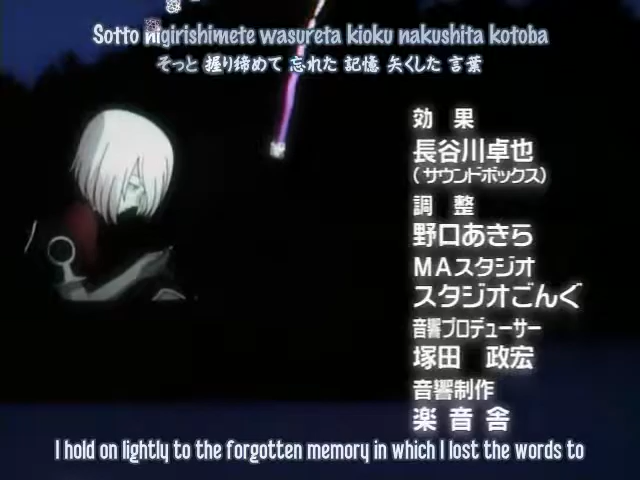 Sotto nigirishimete wasureta kioku nakushita kotoba
そっと 握り締めて 忘れた 記憶 矢くした 言葉
効 果
長谷川卓也
(サウンドボックス)
調 整
野口あきら
MAスタジオ
スタジオごんぐ
音響プロデューサー
塚田 政宏
音響制作
楽音舎
I hold on lightly to the forgotten memory in which I lost the words to